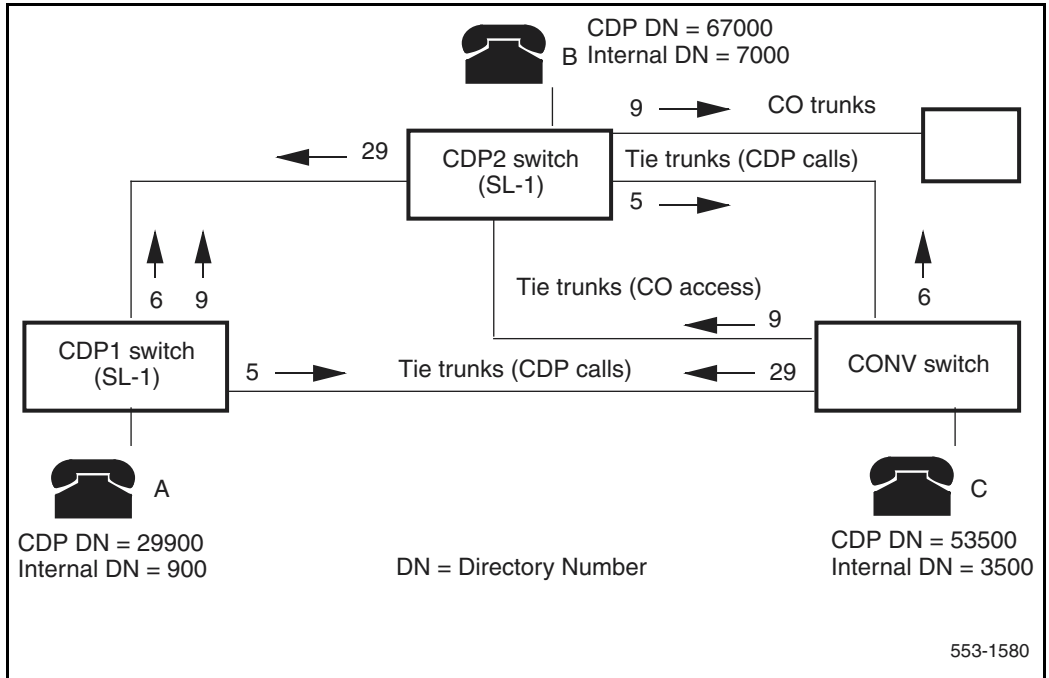 CDP DN = 67000
B Internal DN = 7000
9 CO trunks
29
CDP2 switch
(SL-1)
Tie trunks (CDP calls)
5
6 9
Tie trunks (CO access)
9
6
CDP1 switch
(SL-1)
5 Tie trunks (CDP calls) 29
CONV switch
A
C
CDP DN = 29900
Internal DN = 900
DN = Directory Number
CDP DN = 53500
Internal DN = 3500
553-1580